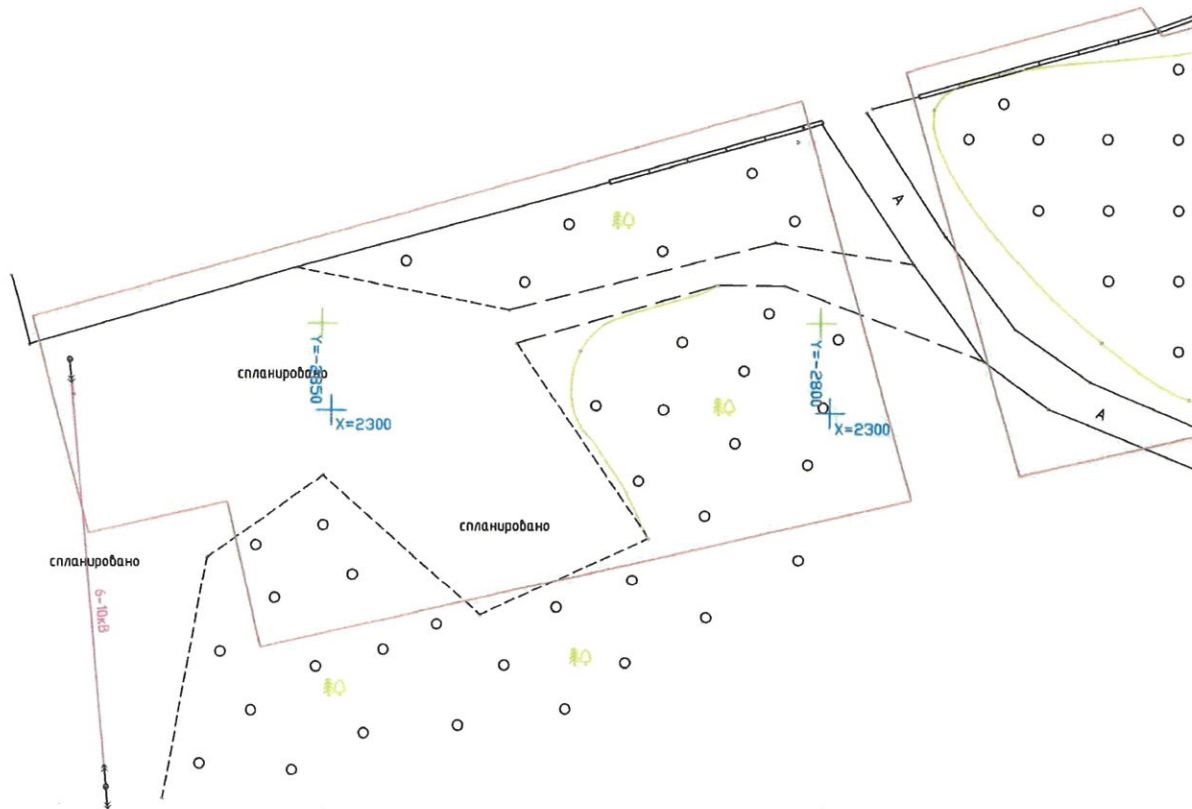 А
спланировано
Y=-2850
X=2300
Y=-2800
X=2300
А
спланировано
спланировано
6-10кВ